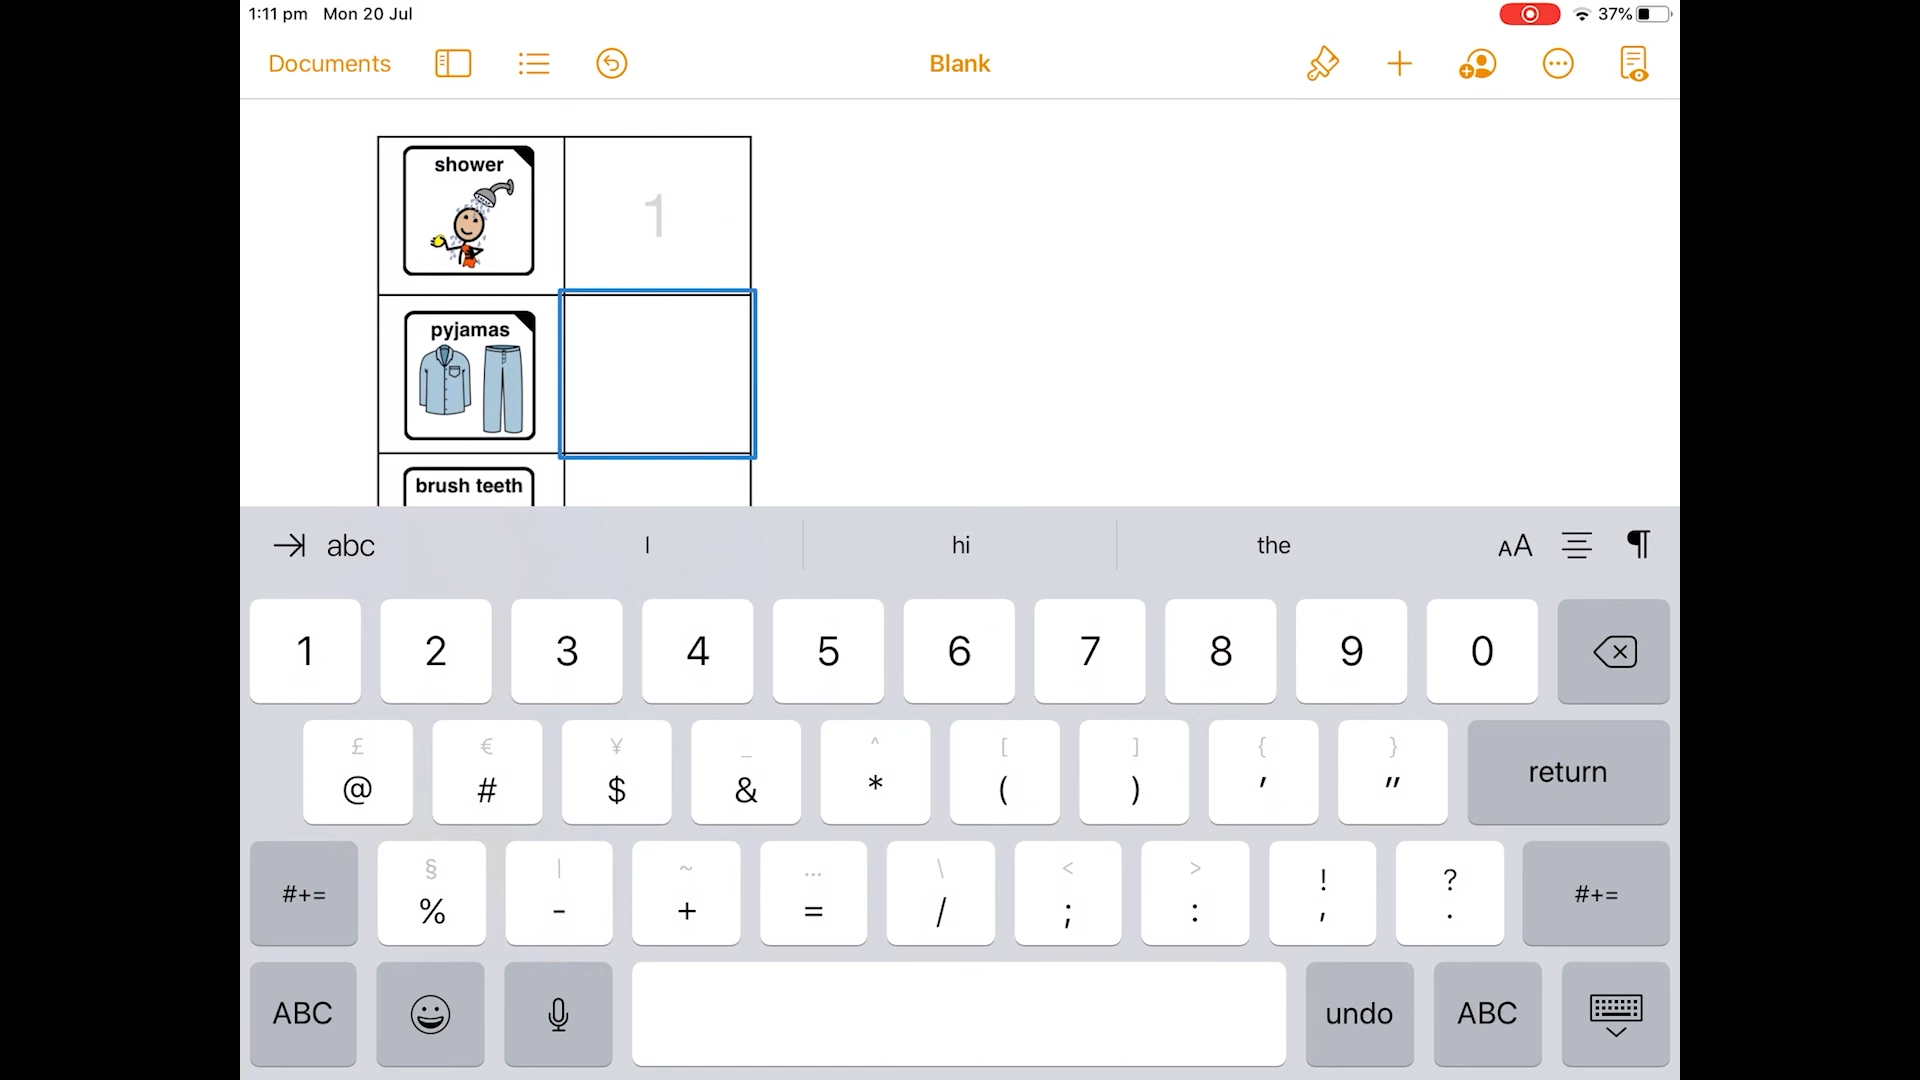 1:11 pm Mon 20 Jul 37%
Documents Blank
shower
1
pyjamas
brush teeth
abc I hi the AA ¶
1 2 3 4 5 6 7 8 9 0
£ € ¥ _ ^ [ ] { }
@ # $ & * ( ) ' " return
§ | ~ … \ < > ! ?
#+= % - + = / ; : , . #+=
ABC undo ABC